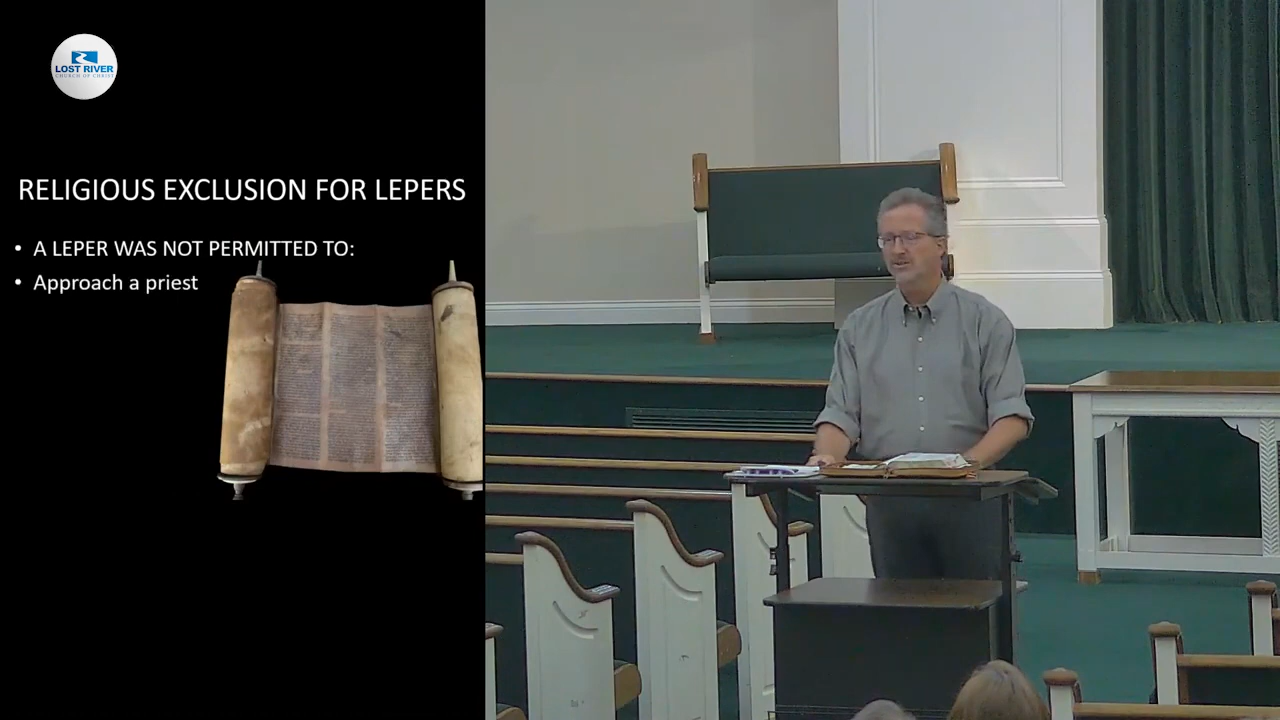 LOST RIVER
CHURCH OF CHRIST
RELIGIOUS EXCLUSION FOR LEPERS
• A LEPER WAS NOT PERMITTED TO:
• Approach a priest